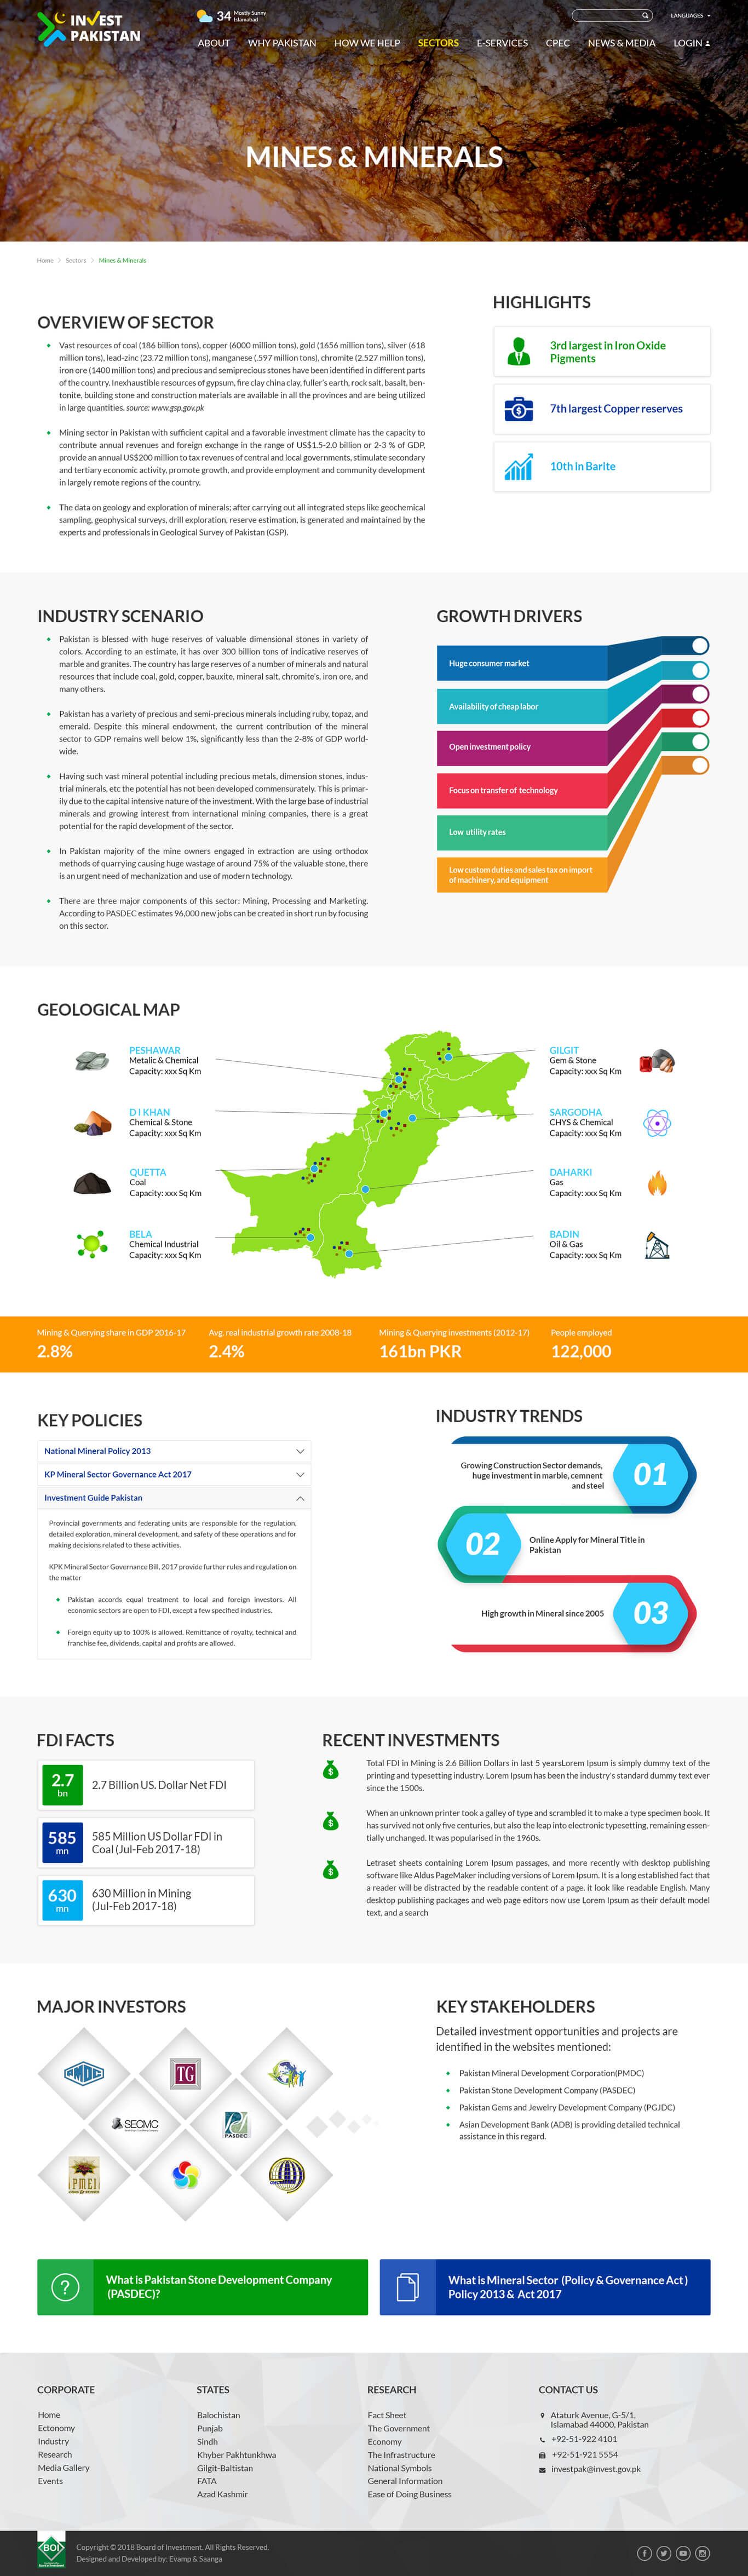 INVEST
PAKISTAN
34 Mostly Sunny
Islamabad
LANGUAGES
ABOUT WHY PAKISTAN HOW WE HELP SECTORS E-SERVICES CPEC NEWS & MEDIA LOGIN
MINES & MINERALS
Home > Sectors > Mines & Minerals
OVERVIEW OF SECTOR
Vast resources of coal (186 billion tons), copper (6000 million tons), gold (1656 million tons), silver (618
million tons), lead-zinc (23.72 million tons), manganese (.597 million tons), chromite (2.527 million tons),
iron ore (1400 million tons) and precious and semiprecious stones have been identified in different parts
of the country. Inexhaustible resources of gypsum, fire clay china clay, fuller's earth, rock salt, basalt, ben-
tonite, building stone and construction materials are available in all the provinces and are being utilized
in large quantities. source: www.gsp.gov.pk
Mining sector in Pakistan with sufficient capital and a favorable investment climate has the capacity to
contribute annual revenues and foreign exchange in the range of US$1.5-2.0 billion or 2-3 % of GDP,
provide an annual US$200 million to tax revenues of central and local governments, stimulate secondary
and tertiary economic activity, promote growth, and provide employment and community development
in largely remote regions of the country.
The data on geology and exploration of minerals; after carrying out all integrated steps like geochemical
sampling, geophysical surveys, drill exploration, reserve estimation, is generated and maintained by the
experts and professionals in Geological Survey of Pakistan (GSP).
HIGHLIGHTS
3rd largest in Iron Oxide
Pigments
7th largest Copper reserves
10th in Barite
INDUSTRY SCENARIO
Pakistan is blessed with huge reserves of valuable dimensional stones in variety of
colors. According to an estimate, it has over 300 billion tons of indicative reserves of
marble and granites. The country has large reserves of a number of minerals and natural
resources that include coal, gold, copper, bauxite, mineral salt, chromite's, iron ore, and
many others.
Pakistan has a variety of precious and semi-precious minerals including ruby, topaz, and
emerald. Despite this mineral endowment, the current contribution of the mineral
sector to GDP remains well below 1%, significantly less than the 2-8% of GDP world-
wide.
Having such vast mineral potential including precious metals, dimension stones, indus-
trial minerals, etc the potential has not been developed commensurately. This is primar-
ily due to the capital intensive nature of the investment. With the large base of industrial
minerals and growing interest from international mining companies, there is a great
potential for the rapid development of the sector.
In Pakistan majority of the mine owners engaged in extraction are using orthodox
methods of quarrying causing huge wastage of around 75% of the valuable stone, there
is an urgent need of mechanization and use of modern technology.
There are three major components of this sector: Mining, Processing and Marketing.
According to PASDEC estimates 96,000 new jobs can be created in short run by focusing
on this sector.
GROWTH DRIVERS
Huge consumer market
Availability of cheap labor
Open investment policy
Focus on transfer of technology
Low utility rates
Low custom duties and sales tax on import
of machinery, and equipment
GEOLOGICAL MAP
PESHAWAR
Metalic & Chemical
Capacity: xxx Sq Km
D I KHAN
Chemical & Stone
Capacity: xxx Sq Km
QUETTA
Coal
Capacity: xxx Sq Km
BELA
Chemical Industrial
Capacity: xxx Sq Km
GILGIT
Gem & Stone
Capacity: xxx Sq Km
SARGODHA
CHYS & Chemical
Capacity: xxx Sq Km
DAHARKI
Gas
Capacity: xxx Sq Km
BADIN
Oil & Gas
Capacity: xxx Sq Km
Mining & Querying share in GDP 2016-17
2.8%
Avg. real industrial growth rate 2008-18
2.4%
Mining & Querying investments (2012-17)
161bn PKR
People employed
122,000
KEY POLICIES
National Mineral Policy 2013
KP Mineral Sector Governance Act 2017
Investment Guide Pakistan
Provincial governments and federating units are responsible for the regulation,
detailed exploration, mineral development, and safety of these operations and for
making decisions related to these activities.
KPK Mineral Sector Governance Bill, 2017 provide further rules and regulation on
the matter
Pakistan accords equal treatment to local and foreign investors. All
economic sectors are open to FDI, except a few specified industries.
Foreign equity up to 100% is allowed. Remittance of royalty, technical and
franchise fee, dividends, capital and profits are allowed.
INDUSTRY TRENDS
Growing Construction Sector demands,
huge investment in marble, cemnent
and steel
01
02
Online Apply for Mineral Title in
Pakistan
High growth in Mineral since 2005
03
FDI FACTS
2.7
bn
2.7 Billion US. Dollar Net FDI
585
mn
585 Million US Dollar FDI in
Coal (Jul-Feb 2017-18)
630
mn
630 Million in Mining
(Jul-Feb 2017-18)
RECENT INVESTMENTS
Total FDI in Mining is 2.6 Billion Dollars in last 5 yearsLorem Ipsum is simply dummy text of the
printing and typesetting industry. Lorem Ipsum has been the industry's standard dummy text ever
since the 1500s.
When an unknown printer took a galley of type and scrambled it to make a type specimen book. It
has survived not only five centuries, but also the leap into electronic typesetting, remaining essen-
tially unchanged. It was popularised in the 1960s.
Letraset sheets containing Lorem Ipsum passages, and more recently with desktop publishing
software like Aldus PageMaker including versions of Lorem Ipsum. It is a long established fact that
a reader will be distracted by the readable content of a page. it look like readable English. Many
desktop publishing packages and web page editors now use Lorem Ipsum as their default model
text, and a search
MAJOR INVESTORS
PMDC
TG
SECMC
PASDEC
PMEI
KEY STAKEHOLDERS
Detailed investment opportunities and projects are
identified in the websites mentioned:
Pakistan Mineral Development Corporation(PMDC)
Pakistan Stone Development Company (PASDEC)
Pakistan Gems and Jewelry Development Company (PGJDC)
Asian Development Bank (ADB) is providing detailed technical
assistance in this regard.
What is Pakistan Stone Development Company
(PASDEC)?
What is Mineral Sector (Policy & Governance Act )
Policy 2013 & Act 2017
CORPORATE
Home
Ectonomy
Industry
Research
Media Gallery
Events
STATES
Balochistan
Punjab
Sindh
Khyber Pakhtunkhwa
Gilgit-Baltistan
FATA
Azad Kashmir
RESEARCH
Fact Sheet
The Government
Economy
The Infrastructure
National Symbols
General Information
Ease of Doing Business
CONTACT US
Ataturk Avenue, G-5/1,
Islamabad 44000, Pakistan
+92-51-922 4101
+92-51-921 5554
investpak@invest.gov.pk
BOI
Copyright © 2018 Board of Investment. All Rights Reserved.
Designed and Developed by: Evamp & Saanga